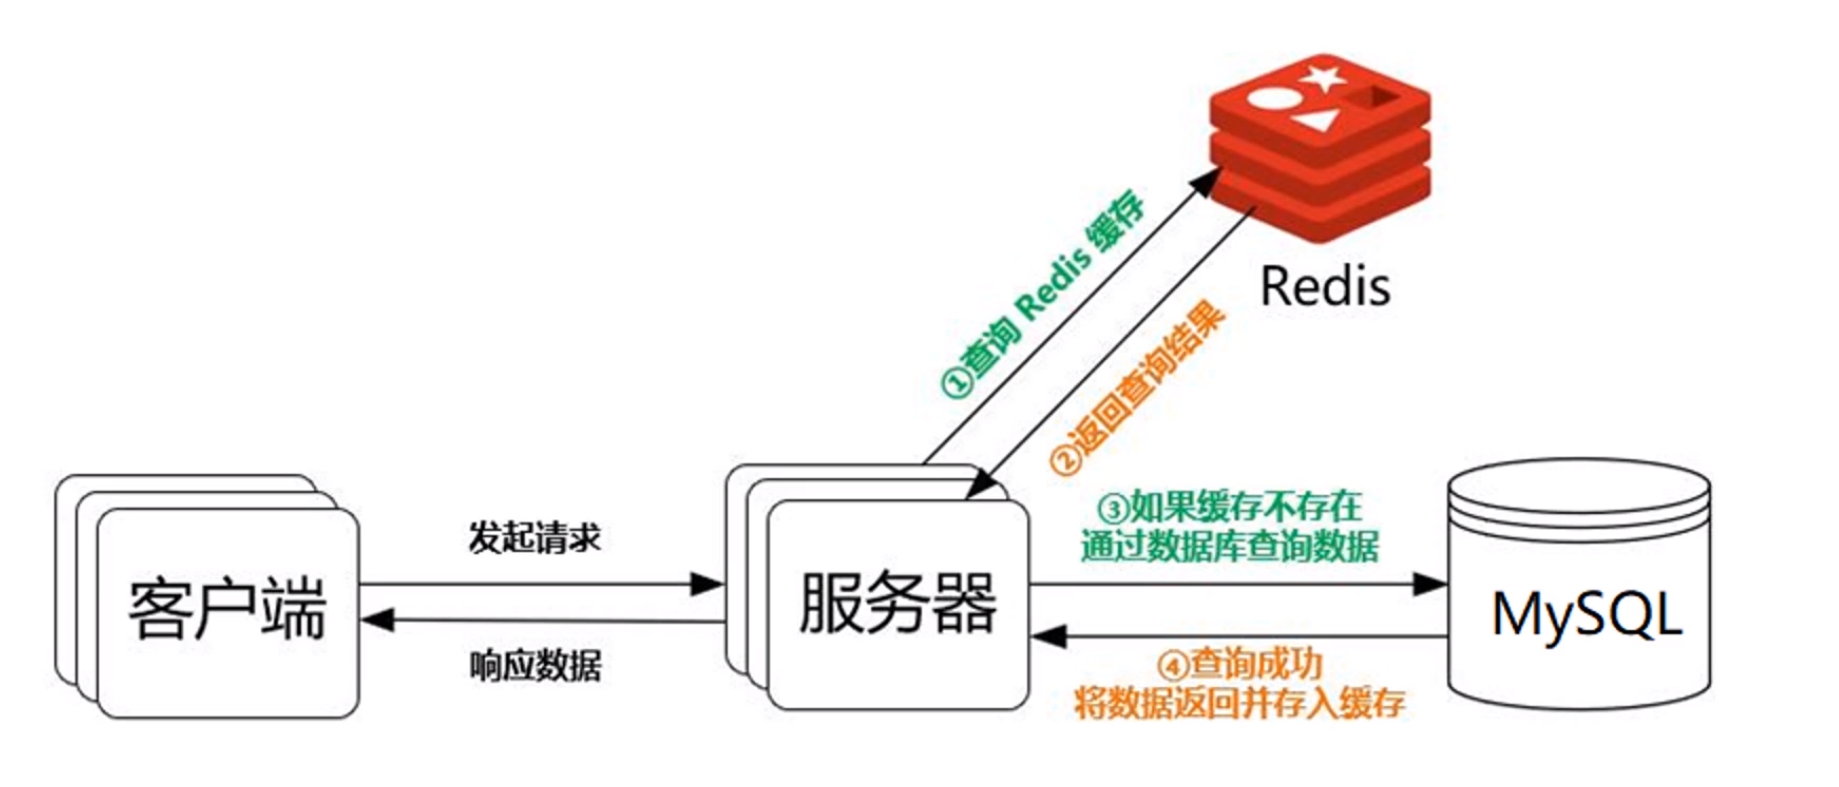 ①查询 Redis 缓存
Redis
②返回查询结果
③如果缓存不存在
通过数据库查询数据
发起请求
客户端
服务器
MySQL
响应数据
④查询成功
将数据返回并存入缓存